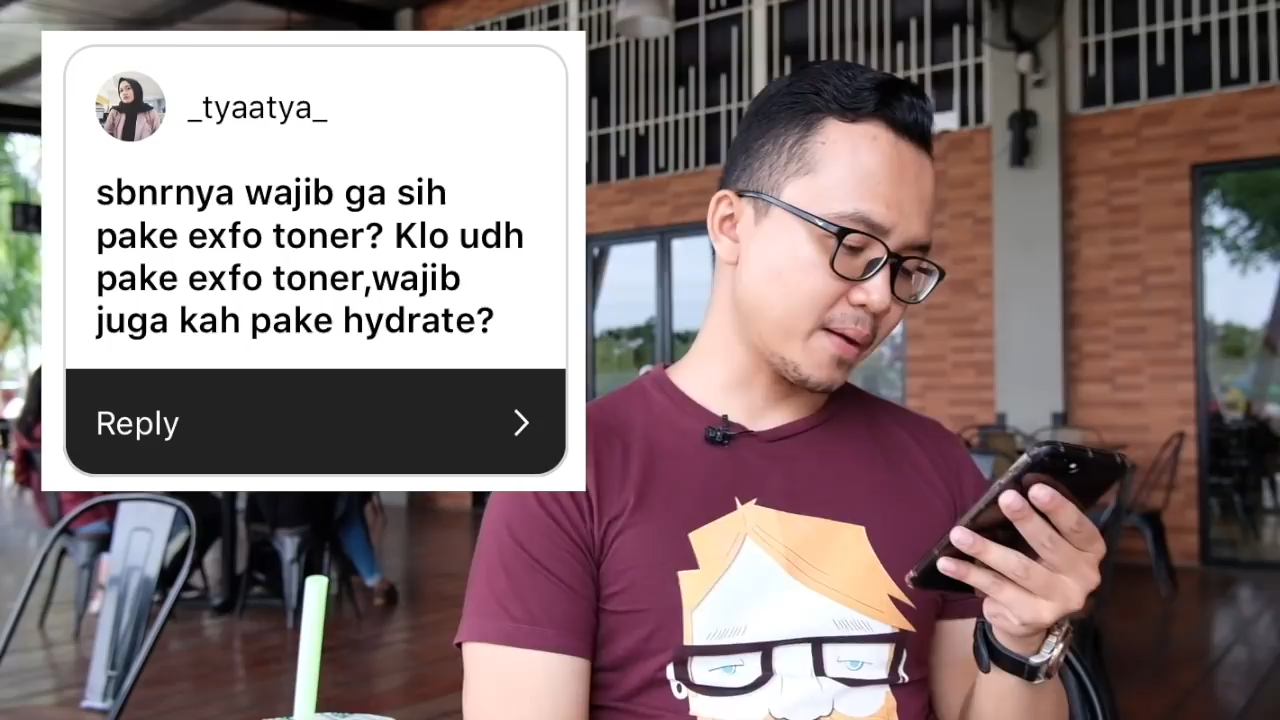 _tyaatya_
sbnrnya wajib ga sih
pake exfo toner? Klo udh
pake exfo toner,wajib
juga kah pake hydrate?
Reply